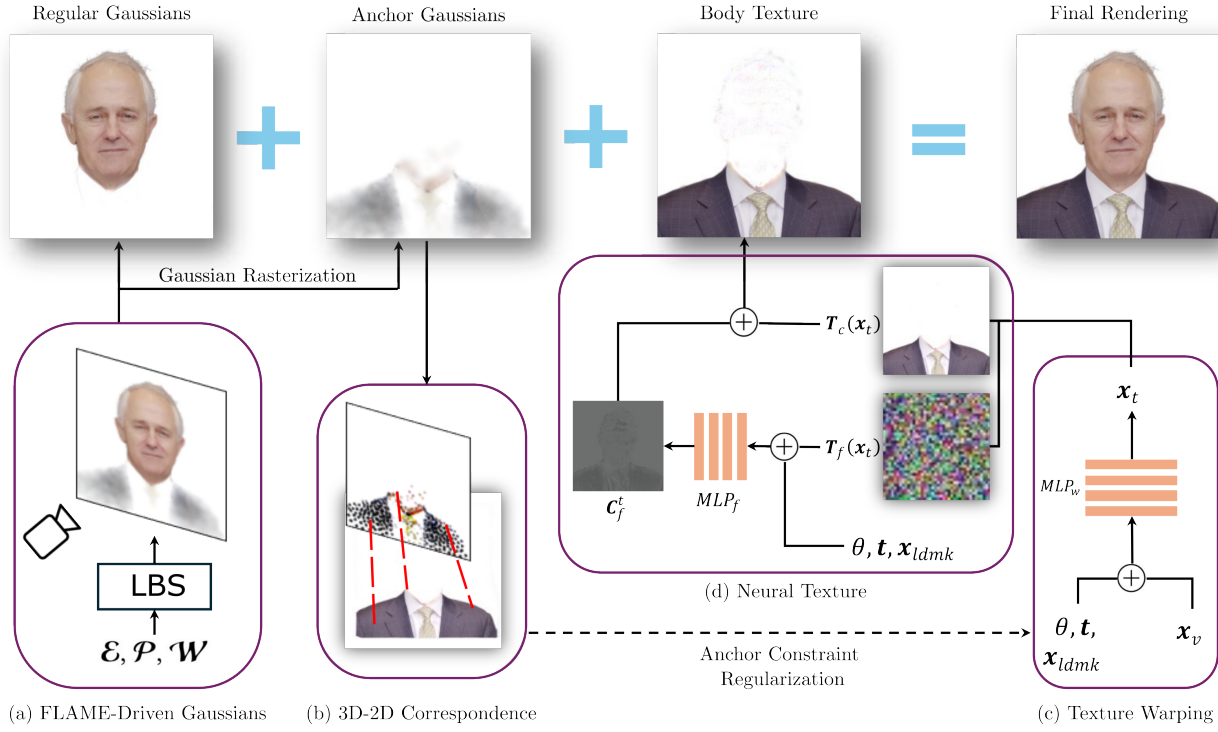 Regular Gaussians
Anchor Gaussians
Body Texture
Final Rendering
Gaussian Rasterization
T_c(x_t)
x_t
T_f(x_t)
MLP_w
C_f^t
MLP_f
θ, t, x_ldmk
LBS
(d) Neural Texture
θ, t,
x_ldmk
x_v
ℰ, 𝒫, 𝒲
Anchor Constraint
Regularization
(a) FLAME-Driven Gaussians
(b) 3D-2D Correspondence
(c) Texture Warping